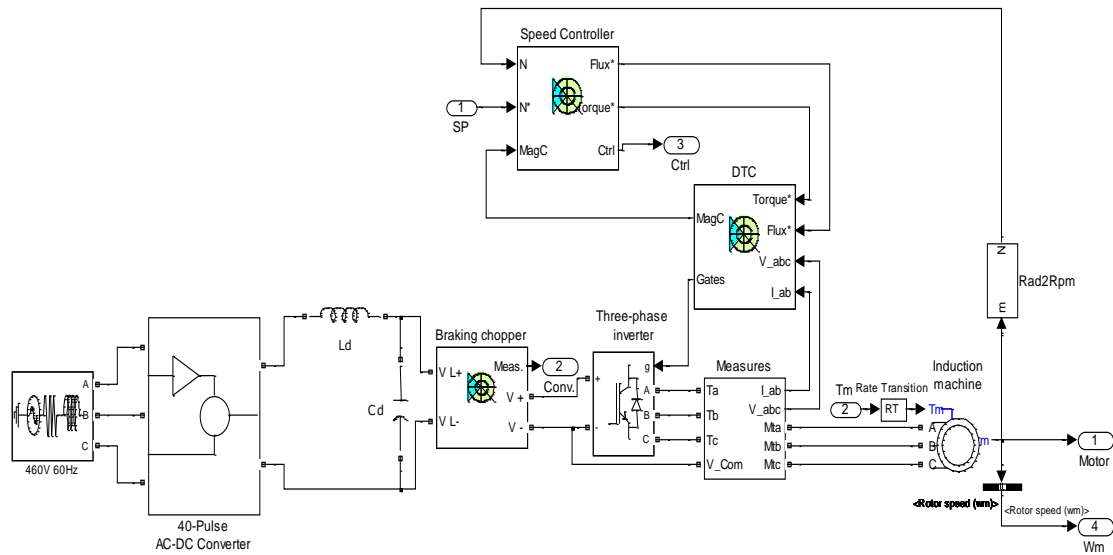 Speed Controller
N
Flux*
1
N*
Torque*
SP
MagC
Ctrl
3
Ctrl
DTC
MagC
Torque*
Flux*
V_abc
Gates
I_ab
N
Rad2Rpm
m
Three-phase
inverter
Braking chopper
Ld
Measures
Induction
machine
Meas.
2
Conv.
g
V L+
V +
+
A
Ta
I_ab
Tm
Rate Transition
2
RT
Tm
V_abc
A
B
C
460V 60Hz
Cd
V L-
V -
-
B
Tb
Mta
A
C
Tc
Mtb
B
m
1
Motor
V_Com
Mtc
C
<Rotor speed (wm)>
<Rotor speed (wm)>
4
Wm
40-Pulse
AC-DC Converter